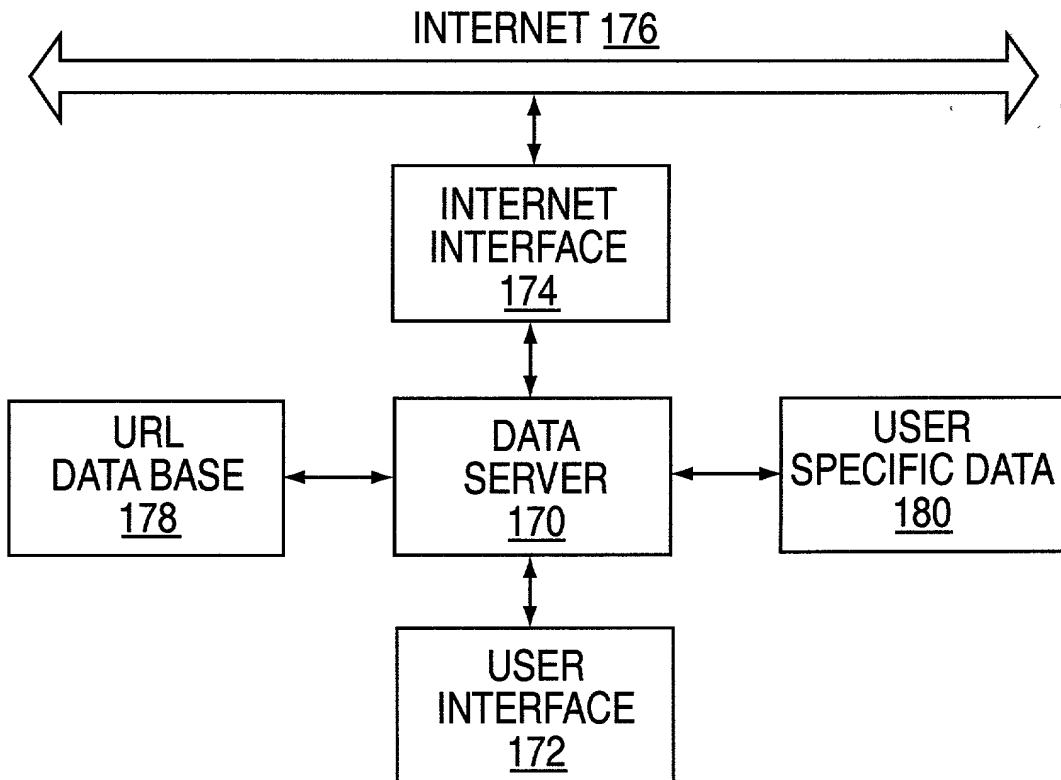 INTERNET 176
INTERNET
INTERFACE
174
URL
DATA BASE
178
DATA
SERVER
170
USER
SPECIFIC DATA
180
USER
INTERFACE
172